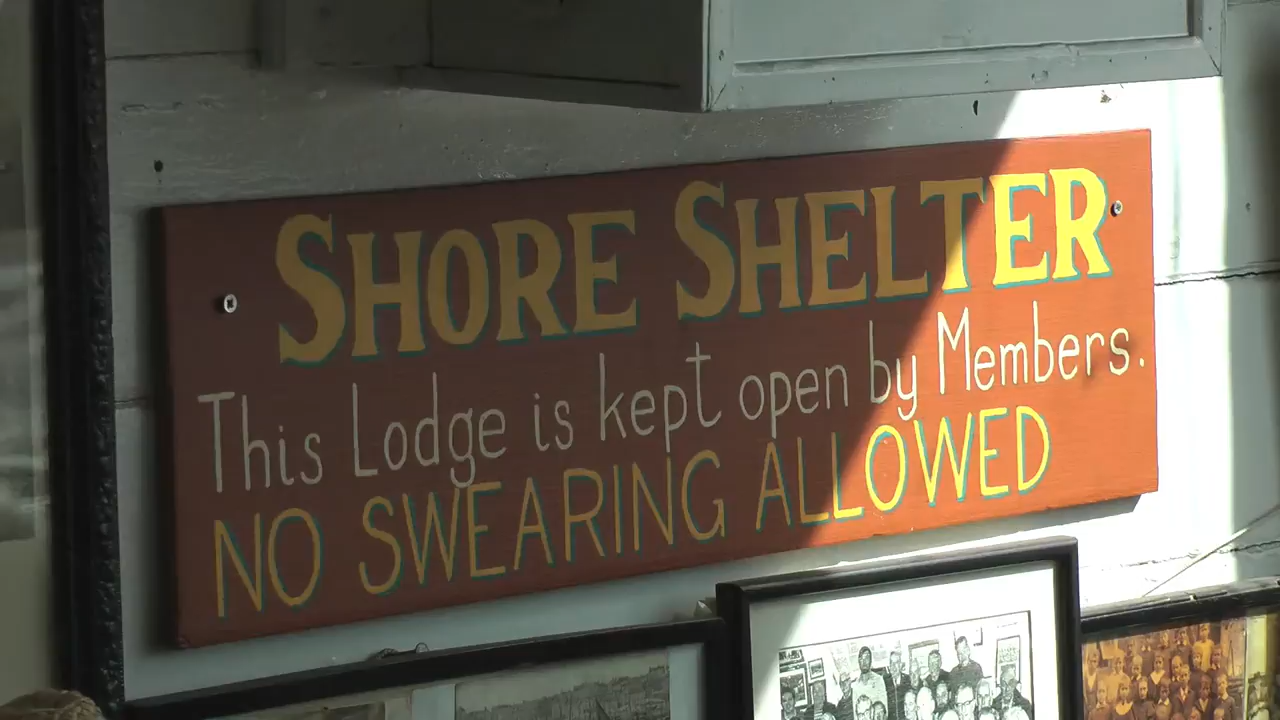 SHORE SHELTER
This Lodge is kept open by Members.
NO SWEARING ALLOWED